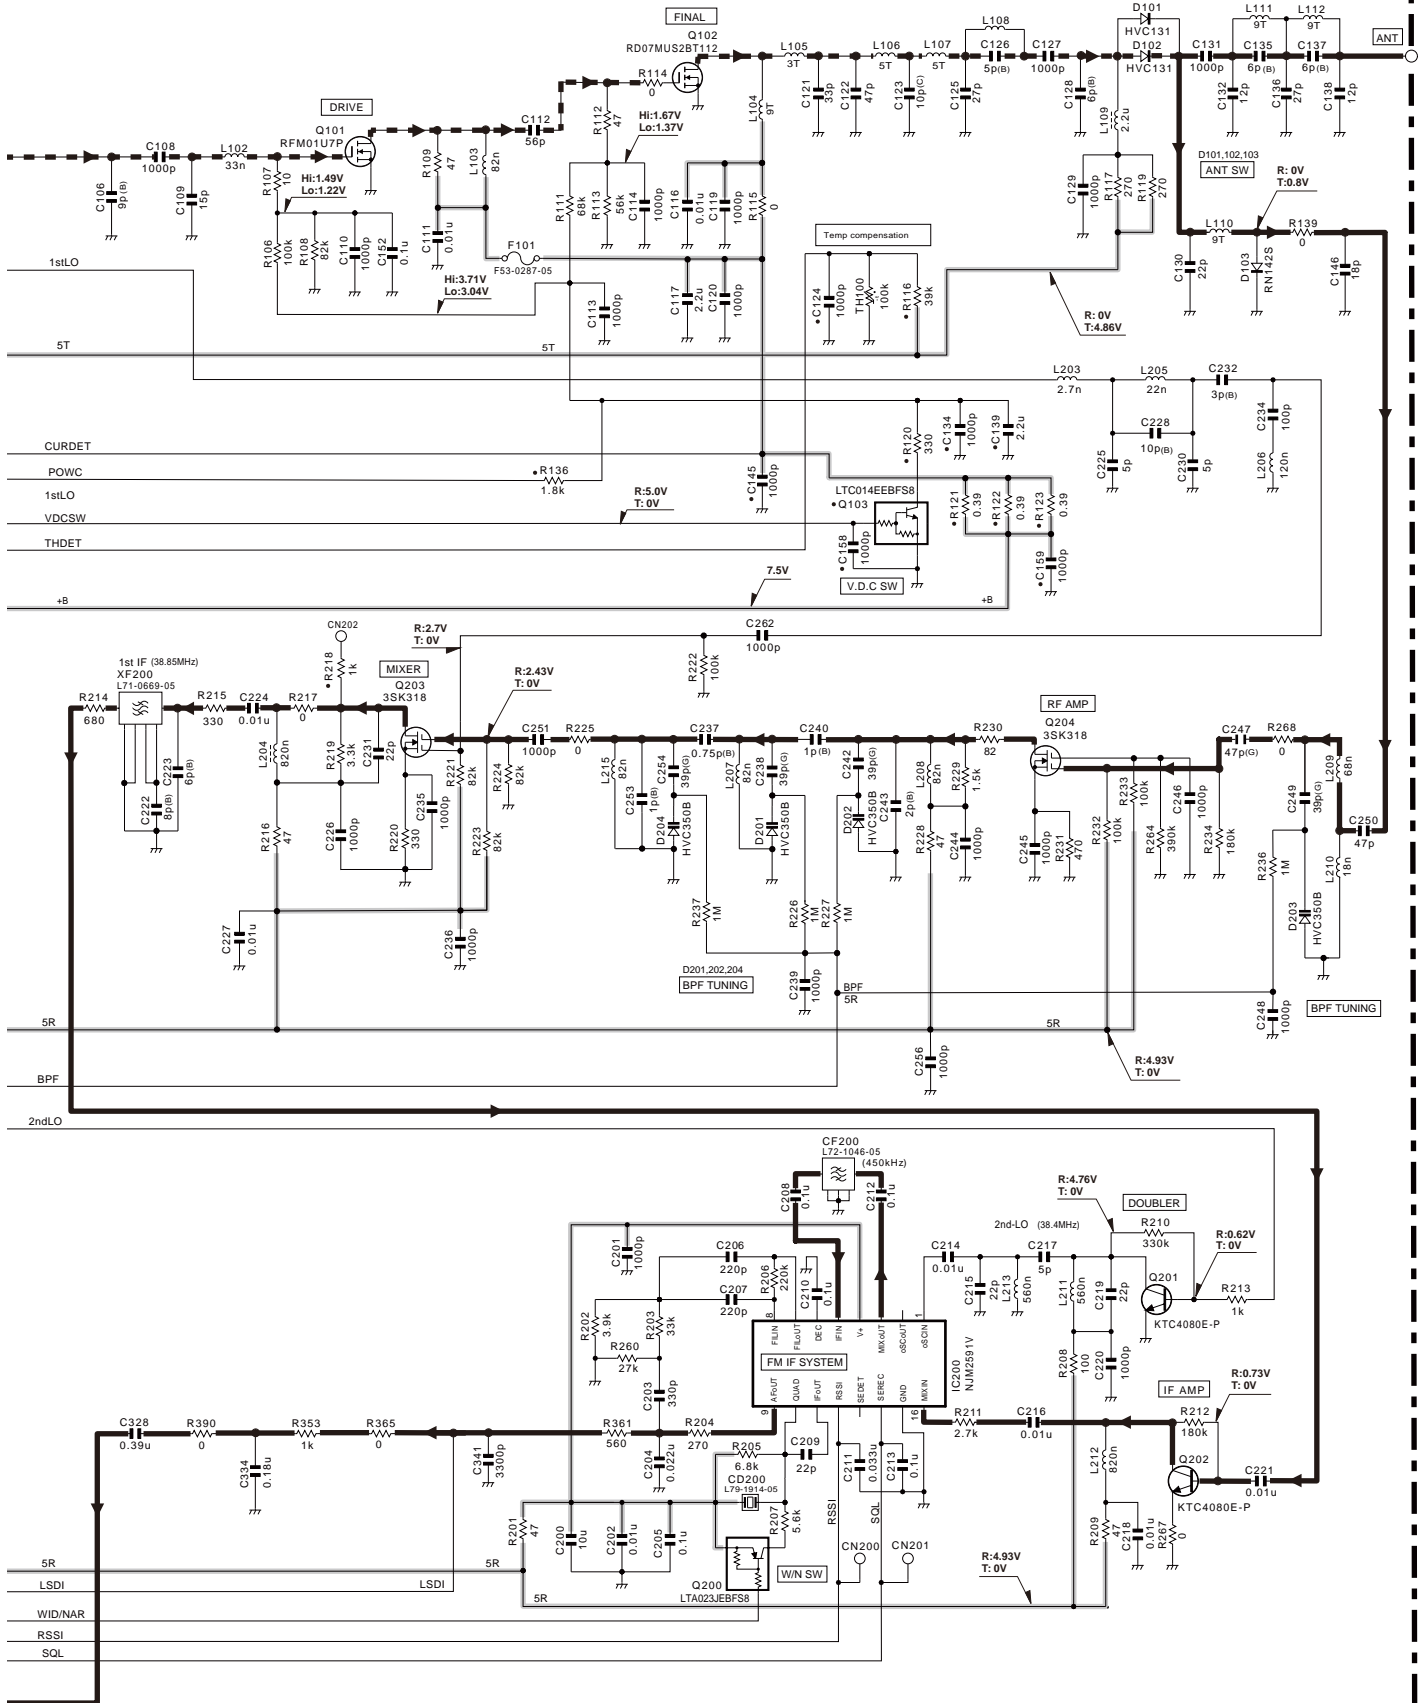 FINAL
Q102
RD07MUS2BT112
DRIVE
Q101
RFM01U7P
C106
9p(B)
C108
1000p
C109
15p
L102
33n
R107
10
Hi:1.49V
Lo:1.22V
R106
100k
R108
82k
C110
1000p
C152
0.1u
R109
47
L103
82n
C111
0.01u
C112
56p
F101
F53-0287-05
Hi:3.71V
Lo:3.04V
R112
47
R114
0
Hi:1.67V
Lo:1.37V
R111
68k
R113
56k
C114
1000p
C116
0.01u
C119
1000p
R115
0
L104
9T
C113
1000p
C117
2.2u
C120
1000p
L105
3T
C121
33p
C122
47p
L106
5T
C123
10p(C)
L107
5T
C125
27p
L108
C126
5p(B)
C127
1000p
C128
6p(B)
L109
2.2u
D101
HVC131
D102
HVC131
C131
1000p
L111
9T
L112
9T
C135
6p(B)
C137
6p(B)
C132
12p
C136
27p
C138
12p
ANT
C129
1000p
R117
270
R119
270
D101,102,103
ANT SW
R: 0V
T:0.8V
L110
9T
R139
0
C130
22p
D103
RN142S
C146
18p
Temp compensation
C124
1000p
TH100
100k
R116
39k
R: 0V
T:4.86V
1stLO
5T
5T
L203
2.7n
L205
22n
C232
3p(B)
C228
10p(B)
C225
5p
C230
5p
C234
100p
L206
120n
CURDET
POWC
1stLO
VDCSW
THDET
R136
1.8k
R:5.0V
T: 0V
C145
1000p
R120
330
C134
1000p
C139
2.2u
LTC014EEBFS8
Q103
C158
1000p
V.D.C SW
R121
0.39
R122
0.39
R123
0.39
C159
1000p
7.5V
+B
+B
CN202
R218
1k
1st IF (38.85MHz)
XF200
L71-0669-05
R214
680
R215
330
C224
0.01u
R217
0
MIXER
Q203
3SK318
R:2.7V
T: 0V
R:2.43V
T: 0V
C262
1000p
R222
100k
C222
8p(B)
C223
6p(B)
L204
820n
R219
3.3k
C231
22p
R216
47
C226
1000p
R220
330
C235
1000p
R221
82k
R223
82k
R224
82k
C227
0.01u
C236
1000p
C251
1000p
R225
0
L215
82n
C253
1p(B)
C254
39p(G)
D204
HVC350B
C237
0.75p(B)
L207
82n
C238
39p(G)
D201
HVC350B
C240
1p(B)
C242
39p(G)
D202
HVC350B
C243
2p(B)
L208
82n
R229
1.5k
R228
47
C244
1000p
R230
82
R237
1M
R226
1M
R227
1M
C239
1000p
D201,202,204
BPF TUNING
RF AMP
Q204
3SK318
C245
1000p
R231
470
R232
100k
R233
100k
R264
390k
C246
1000p
R234
180k
C247
47p(G)
R268
0
C249
39p(G)
L209
68n
C250
47p
L210
18n
R236
1M
D203
HVC350B
BPF TUNING
C248
1000p
BPF
5R
5R
5R
BPF
C256
1000p
R:4.93V
T: 0V
2ndLO
CF200
L72-1046-05
(450kHz)
C208
0.1u
C212
0.1u
R:4.76V
T: 0V
DOUBLER
2nd-LO (38.4MHz)
R210
330k
R:0.62V
T: 0V
C201
1000p
C206
220p
C207
220p
R206
220k
C210
0.1u
C214
0.01u
C215
22p
L213
560n
C217
5p
L211
560n
C219
22p
Q201
KTC4080E-P
R213
1k
R202
3.9k
R203
33k
R260
27k
C203
330p
8
1
FILIN
FILoUT
DEC
IFIN
V+
MIXoUT
oSCoUT
oSCIN
FM IF SYSTEM
AFoUT
QUAD
IFoUT
RSSI
SEDET
SEREC
GND
MIXIN
9
16
IC200
NJM2591V
R208
100
C220
1000p
IF AMP
R:0.73V
T: 0V
C328
0.39u
R390
0
R353
1k
R365
0
C334
0.18u
C341
3300p
R361
560
C204
0.022u
R204
270
R205
6.8k
C209
22p
CD200
L79-1914-05
C211
0.033u
C213
0.1u
R211
2.7k
C216
0.01u
R212
180k
L212
820n
Q202
KTC4080E-P
C221
0.01u
R201
47
C200
10u
C202
0.01u
C205
0.1u
R207
5.6k
RSSI
SQL
CN200
CN201
R209
47
C218
0.01u
R267
0
Q200
LTA023JEBFS8
W/N SW
R:4.93V
T: 0V
5R
5R
5R
LSDI
LSDI
WID/NAR
RSSI
SQL